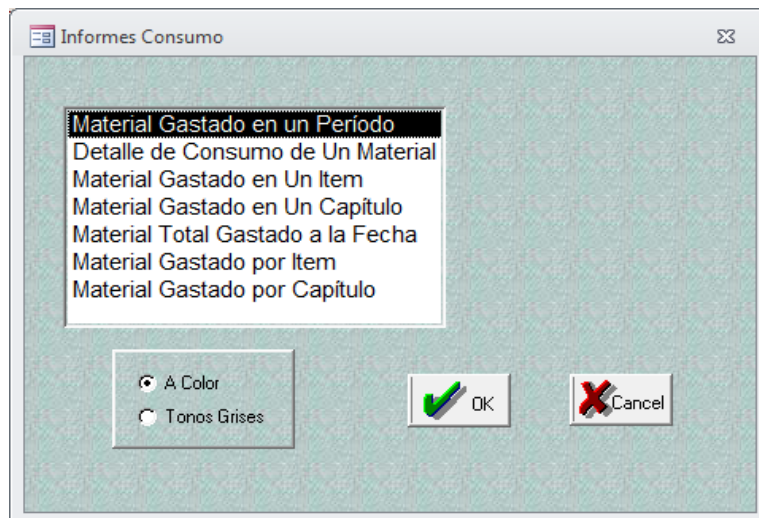 Informes Consumo
Material Gastado en un Período
Detalle de Consumo de Un Material
Material Gastado en Un Item
Material Gastado en Un Capítulo
Material Total Gastado a la Fecha
Material Gastado por Item
Material Gastado por Capítulo
A Color
Tonos Grises
OK
Cancel